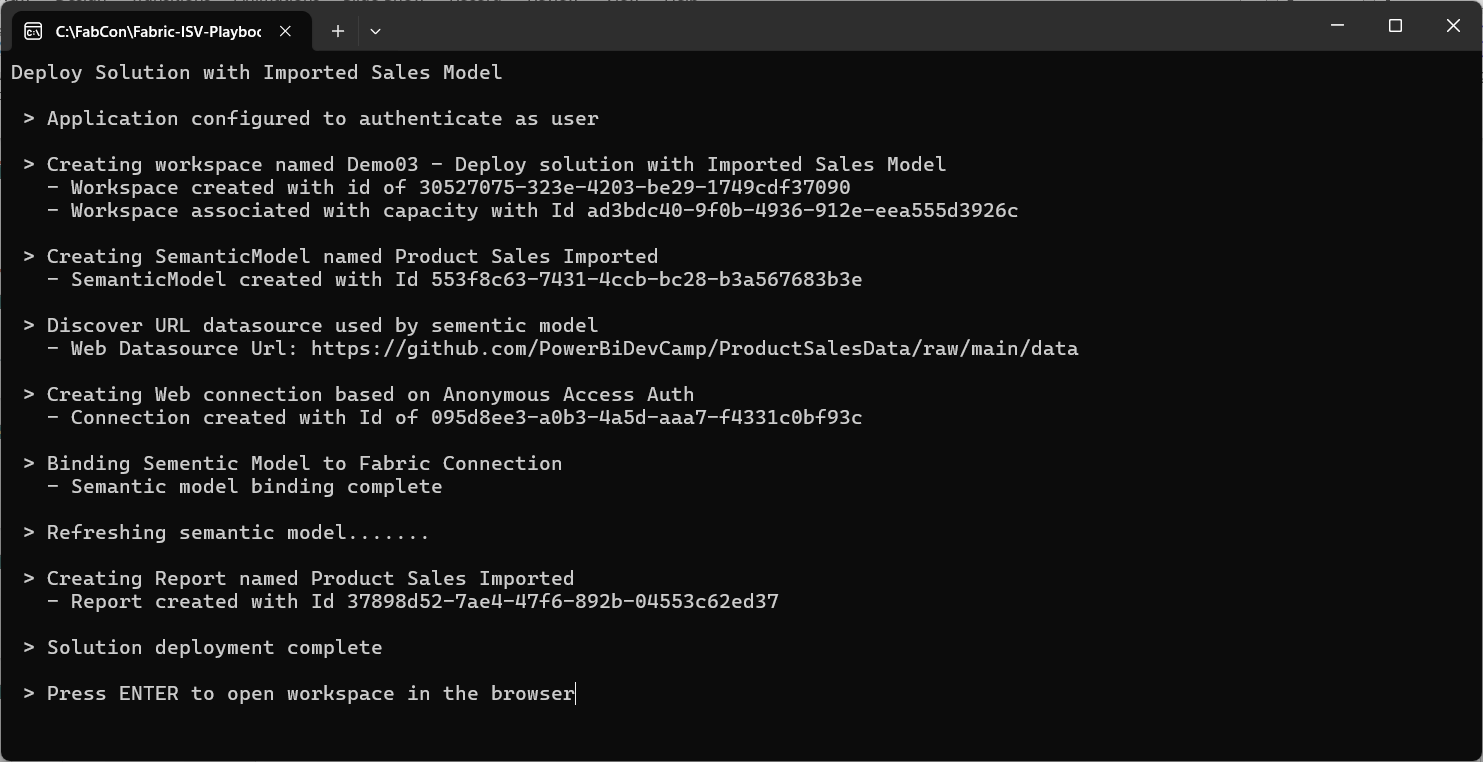 C:\FabCon\Fabric-ISV-Playboo
Deploy Solution with Imported Sales Model
> Application configured to authenticate as user
> Creating workspace named Demo03 - Deploy solution with Imported Sales Model
- Workspace created with id of 30527075-323e-4203-be29-1749cdf37090
- Workspace associated with capacity with Id ad3bdc40-9f0b-4936-912e-eea555d3926c
> Creating SemanticModel named Product Sales Imported
- SemanticModel created with Id 553f8c63-7431-4ccb-bc28-b3a567683b3e
> Discover URL datasource used by sementic model
- Web Datasource Url: https://github.com/PowerBiDevCamp/ProductSalesData/raw/main/data
> Creating Web connection based on Anonymous Access Auth
- Connection created with Id of 095d8ee3-a0b3-4a5d-aaa7-f4331c0bf93c
> Binding Sementic Model to Fabric Connection
- Semantic model binding complete
> Refreshing semantic model.......
> Creating Report named Product Sales Imported
- Report created with Id 37898d52-7ae4-47f6-892b-04553c62ed37
> Solution deployment complete
> Press ENTER to open workspace in the browser